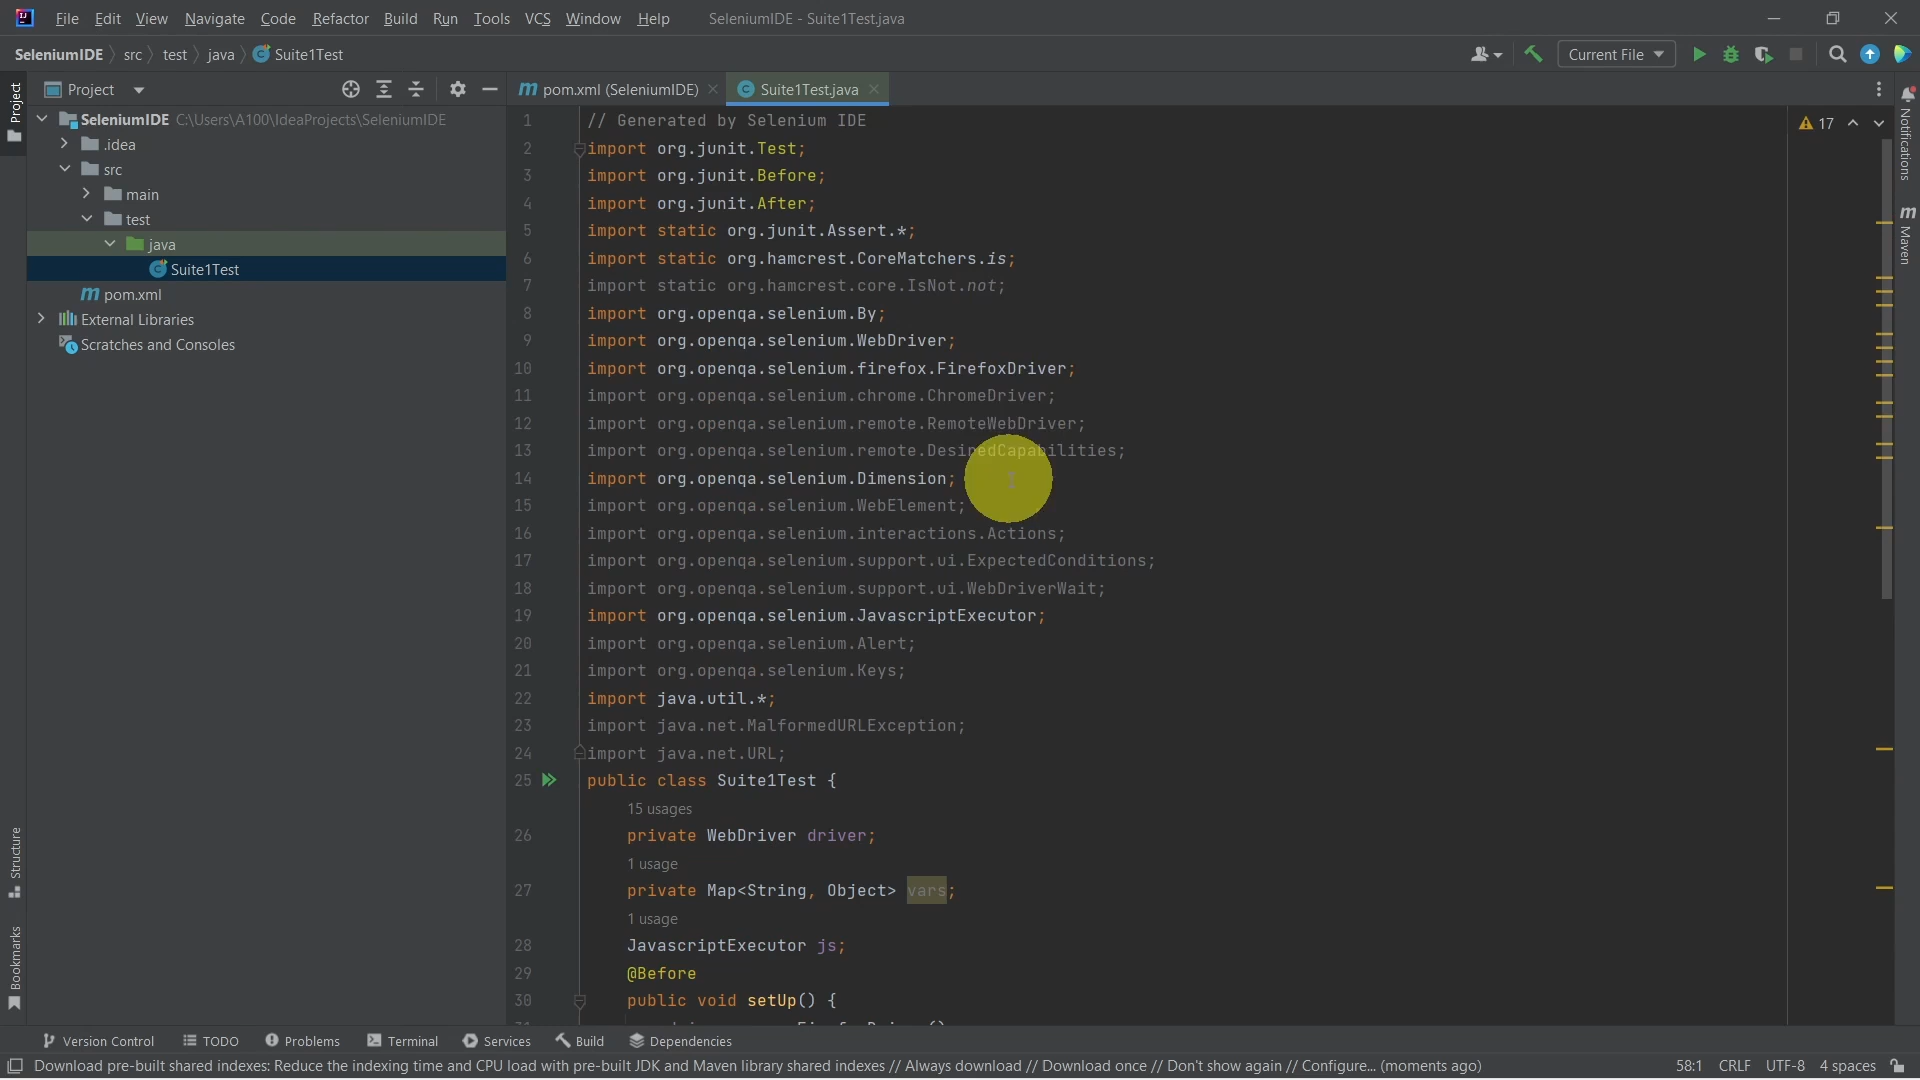 File Edit View Navigate Code Refactor Build Run Tools VCS Window Help SeleniumIDE - Suite1Test.java
SeleniumIDE src test java Suite1Test
Current File
Project
SeleniumIDE C:\Users\A100\IdeaProjects\SeleniumIDE
.idea
src
main
test
java
Suite1Test
pom.xml
External Libraries
Scratches and Consoles
Project
Structure
Bookmarks
pom.xml (SeleniumIDE)
Suite1Test.java
17
1 // Generated by Selenium IDE
2 import org.junit.Test;
3 import org.junit.Before;
4 import org.junit.After;
5 import static org.junit.Assert.*;
6 import static org.hamcrest.CoreMatchers.is;
7 import static org.hamcrest.core.IsNot.not;
8 import org.openqa.selenium.By;
9 import org.openqa.selenium.WebDriver;
10 import org.openqa.selenium.firefox.FirefoxDriver;
11 import org.openqa.selenium.chrome.ChromeDriver;
12 import org.openqa.selenium.remote.RemoteWebDriver;
13 import org.openqa.selenium.remote.DesiredCapabilities;
14 import org.openqa.selenium.Dimension;
15 import org.openqa.selenium.WebElement;
16 import org.openqa.selenium.interactions.Actions;
17 import org.openqa.selenium.support.ui.ExpectedConditions;
18 import org.openqa.selenium.support.ui.WebDriverWait;
19 import org.openqa.selenium.JavascriptExecutor;
20 import org.openqa.selenium.Alert;
21 import org.openqa.selenium.Keys;
22 import java.util.*;
23 import java.net.MalformedURLException;
24 import java.net.URL;
25 public class Suite1Test {
15 usages
26 private WebDriver driver;
1 usage
27 private Map<String, Object> vars;
1 usage
28 JavascriptExecutor js;
29 @Before
30 public void setUp() {
Notifications
m Maven
Version Control TODO Problems Terminal Services Build Dependencies
Download pre-built shared indexes: Reduce the indexing time and CPU load with pre-built JDK and Maven library shared indexes // Always download // Download once // Don't show again // Configure... (moments ago)
58:1 CRLF UTF-8 4 spaces